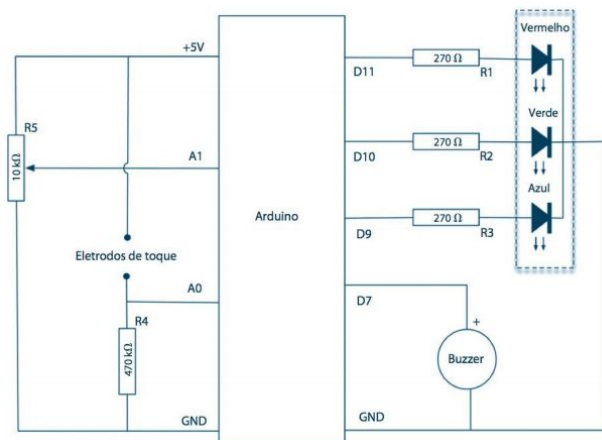 +5V
R5
10 kΩ
A1
Eletrodos de toque
A0
R4
470 kΩ
GND
Arduino
D11
270 Ω
R1
D10
270 Ω
R2
D9
270 Ω
R3
D7
GND
Vermelho
Verde
Azul
+
Buzzer